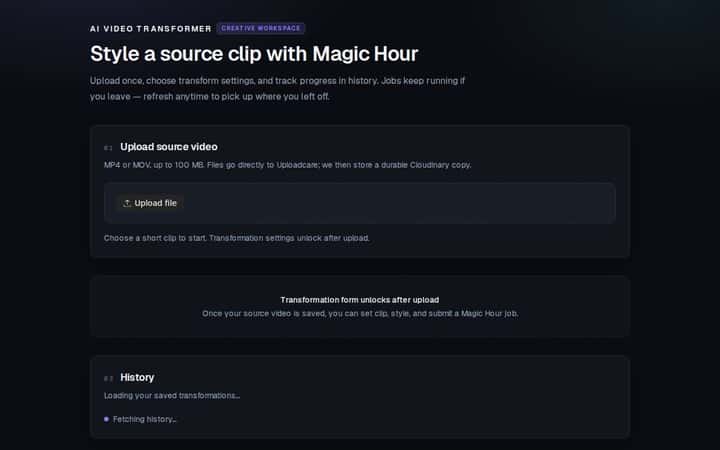 AI VIDEO TRANSFORMER CREATIVE WORKSPACE
Style a source clip with Magic Hour
Upload once, choose transform settings, and track progress in history. Jobs keep running if
you leave — refresh anytime to pick up where you left off.
01 Upload source video
MP4 or MOV, up to 100 MB. Files go directly to Uploadcare; we then store a durable Cloudinary copy.
Upload file
Choose a short clip to start. Transformation settings unlock after upload.
Transformation form unlocks after upload
Once your source video is saved, you can set clip, style, and submit a Magic Hour job.
03 History
Loading your saved transformations...
Fetching history...